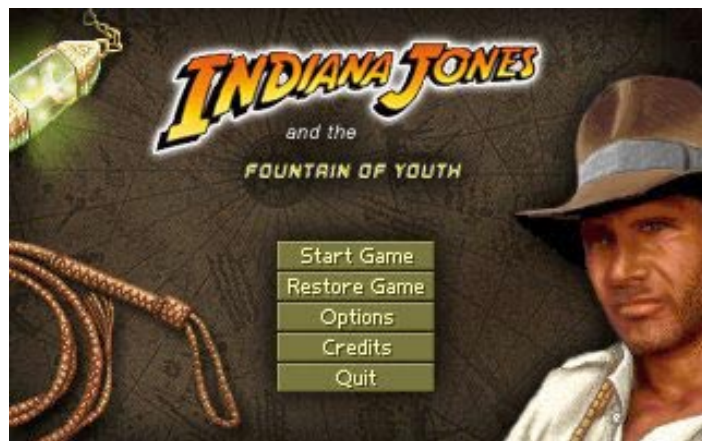 INDIANA JONES
and the
FOUNTAIN OF YOUTH
Start Game
Restore Game
Options
Credits
Quit